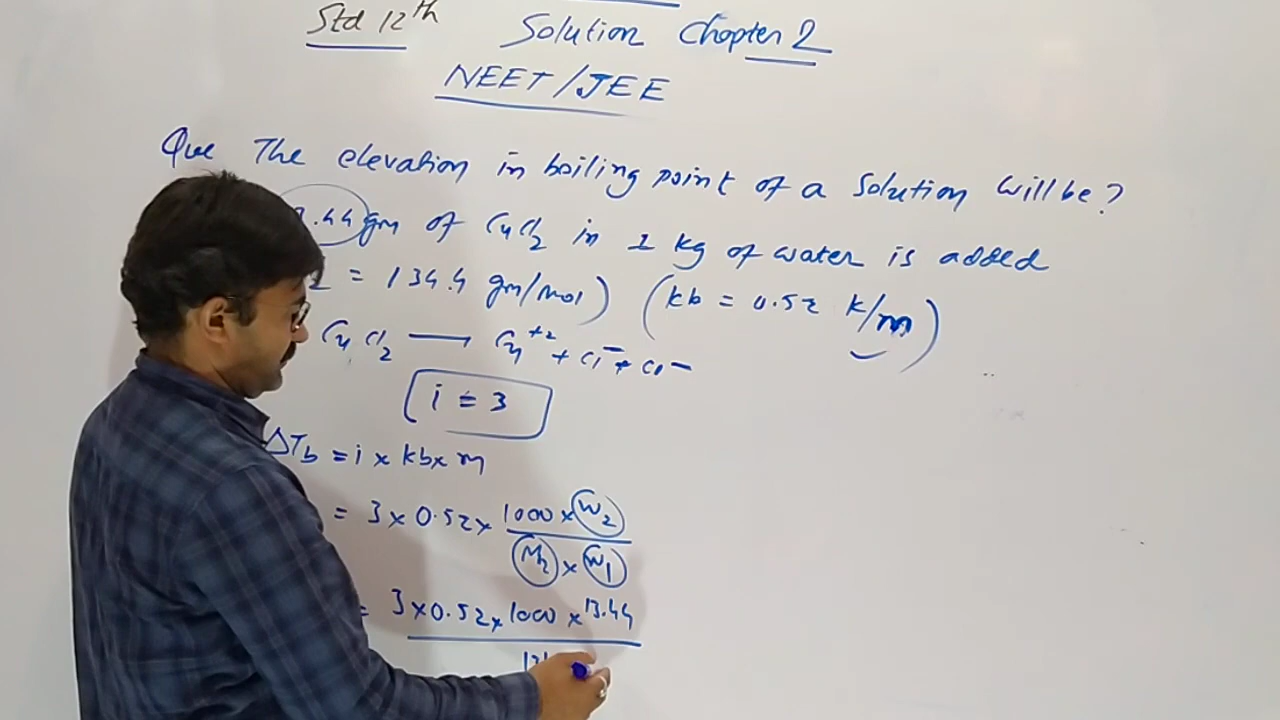 Std 12th
Solution Chapter 2
NEET/JEE
Que The elevation in boiling point of a solution will be?
.44 gm of CuCl2 in 1 kg of water is added
= 134.4 gm/mol) (kb = 0.52 k/m)
CuCl2 → Cu+2 + Cl- + Cl-
i = 3
ΔTb = i x kb x m
= 3 x 0.52 x 1000 x W2 / M2 x W1
= 3 x 0.52 x 1000 x 13.44